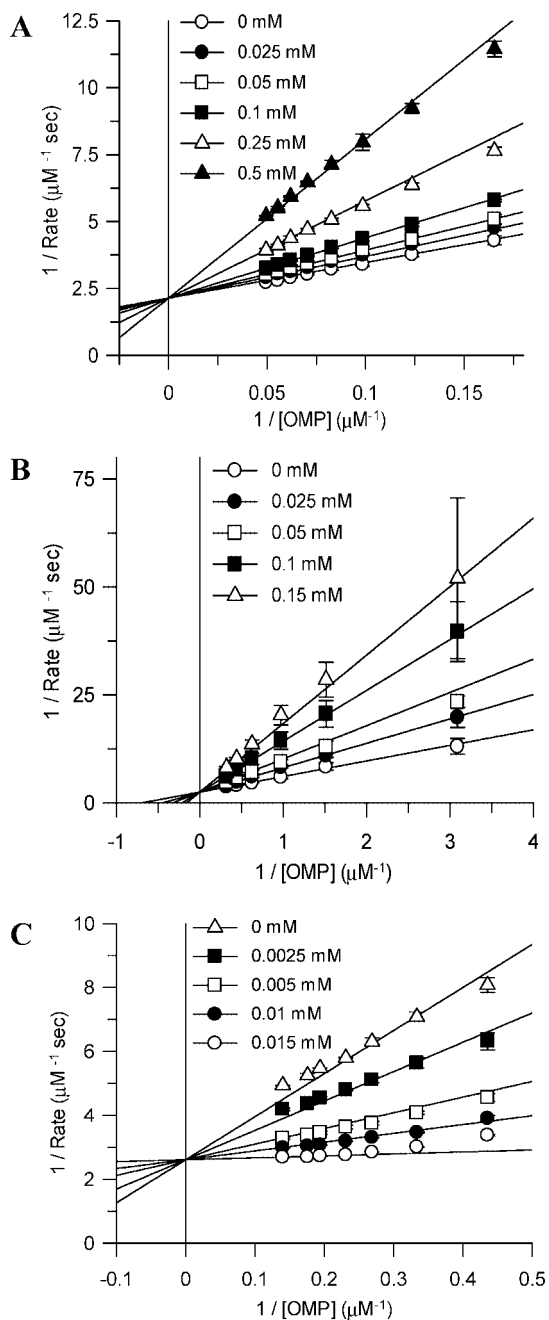 A
12.5
10
7.5
5
2.5
0
0 mM
0.025 mM
0.05 mM
0.1 mM
0.25 mM
0.5 mM
1 / Rate (µM ⁻¹ sec)
0 0.05 0.1 0.15
1 / [OMP] (µM⁻¹)
B
75
50
25
0
0 mM
0.025 mM
0.05 mM
0.1 mM
0.15 mM
1 / Rate (µM ⁻¹ sec)
-1 0 1 2 3 4
1 / [OMP] (µM⁻¹)
C
10
8
6
4
2
0
0 mM
0.0025 mM
0.005 mM
0.01 mM
0.015 mM
1 / Rate (µM ⁻¹ sec)
-0.1 0 0.1 0.2 0.3 0.4 0.5
1 / [OMP] (µM⁻¹)